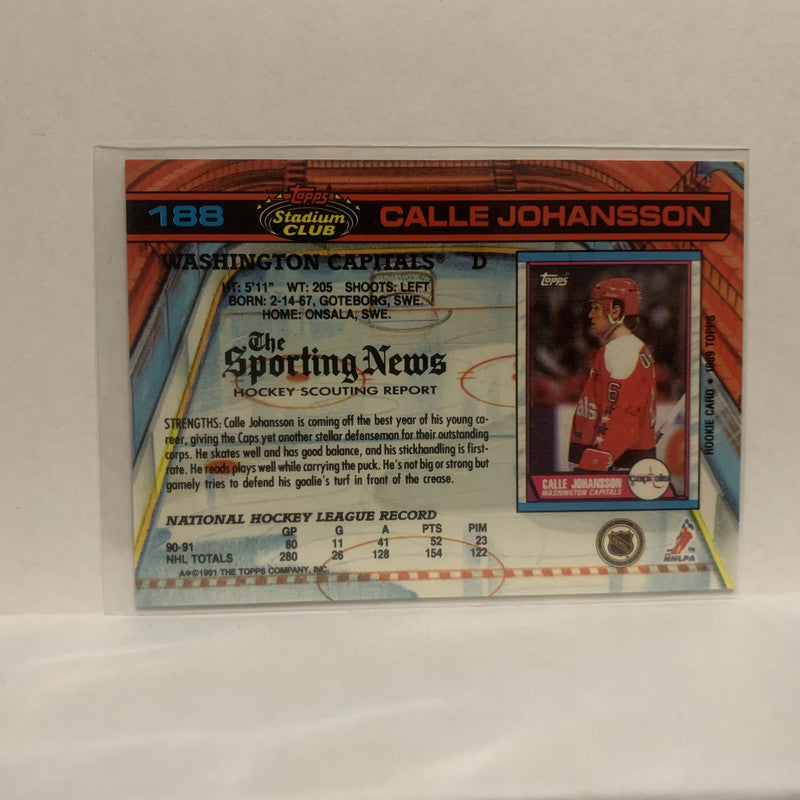 188
Topps
Stadium
CLUB
CALLE JOHANSSON
WASHINGTON CAPITALS® D
HT: 5'11" WT: 205 SHOOTS: LEFT
BORN: 2-14-67, GOTEBORG, SWE.
HOME: ONSALA, SWE.
The
Sporting News
HOCKEY SCOUTING REPORT
STRENGTHS: Calle Johansson is coming off the best year of his young ca-
reer, giving the Caps yet another stellar defenseman for their outstanding
corps. He skates well and has good balance, and his stickhandling is first-
rate. He reads plays well while carrying the puck. He's not big or strong but
gamely tries to defend his goalie's turf in front of the crease.
NATIONAL HOCKEY LEAGUE RECORD
GP G A PTS PIM
90-91 80 11 41 52 23
NHL TOTALS 280 26 128 154 122
A*©1991 THE TOPPS COMPANY, INC.
Topps
6
als
CALLE JOHANSSON
WASHINGTON CAPITALS
capitals
ROOKIE CARD • 1989 TOPPS
NHL
NHLPA
TM